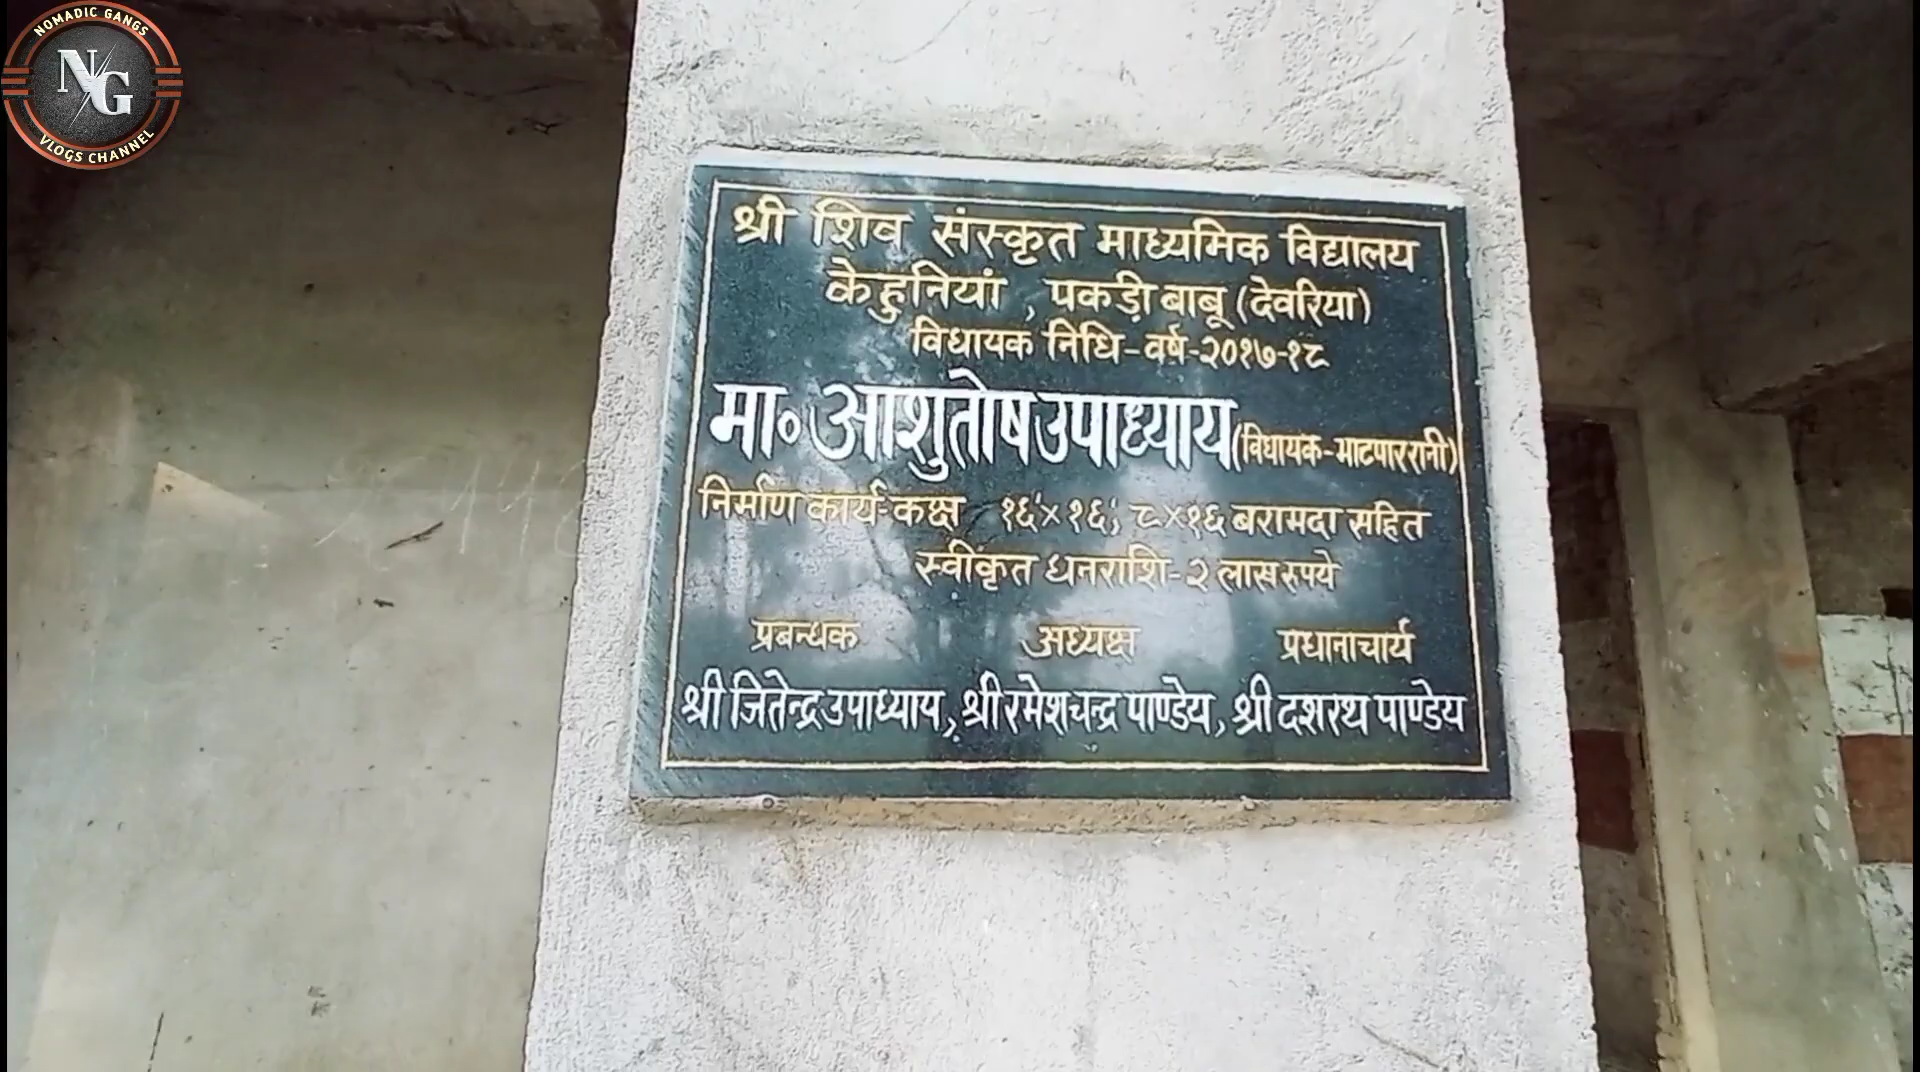 NOMADIC GANGS
NG
VLOGS CHANNEL
श्री शिव संस्कृत माध्यमिक विद्यालय
केहुनियां , पकड़ी बाबू (देवरिया)
विधायक निधि-वर्ष-२०१७-१८
मा० आशुतोष उपाध्याय (विधायक-भाटपाररानी)
निर्माण कार्य-कक्ष १६'×१६', ८×१६ बरामदा सहित
स्वीकृत धनराशि-२ लाख रुपये
प्रबन्धक अध्यक्ष प्रधानाचार्य
श्री जितेन्द्र उपाध्याय, श्री रमेश चन्द्र पाण्डेय, श्री दशरथ पाण्डेय